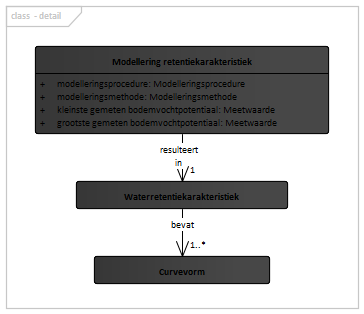 class - detail
Modellering retentiekarakteristiek
+ modelleringsprocedure: Modelleringsprocedure
+ modelleringsmethode: Modelleringsmethode
+ kleinste gemeten bodemvochtpotentiaal: Meetwaarde
+ grootste gemeten bodemvochtpotentiaal: Meetwaarde
resulteert
in
1
Waterretentiekarakteristiek
bevat
1..*
Curvevorm